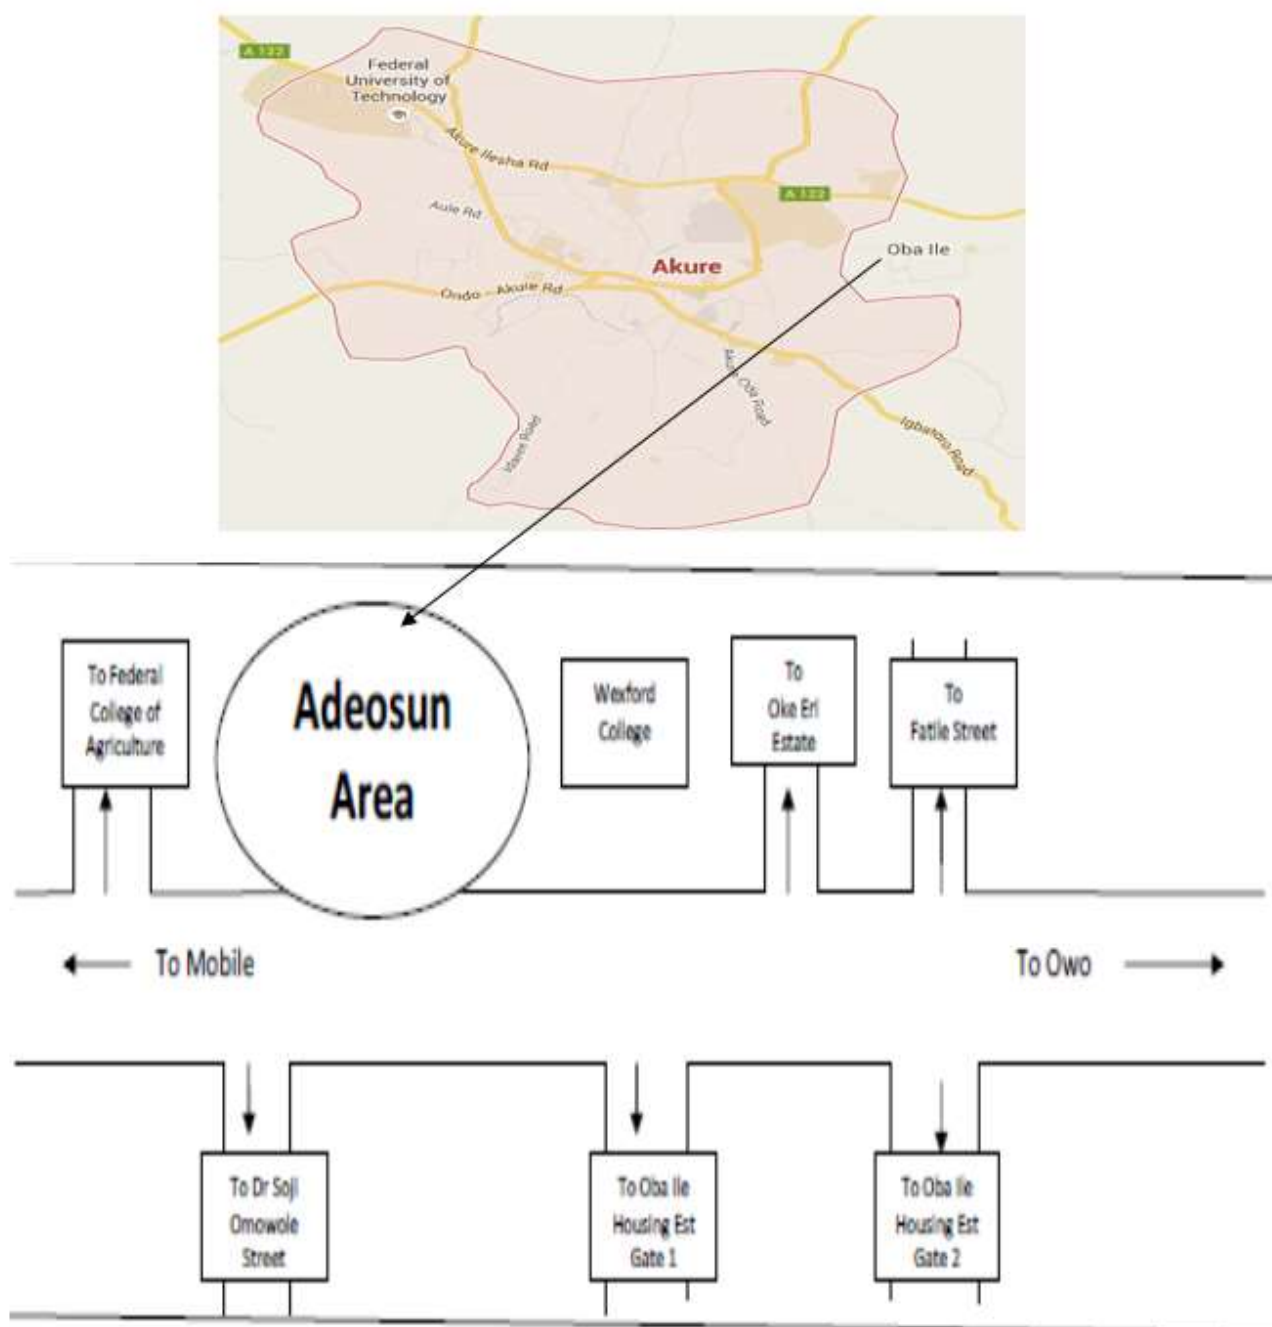 A 122
Federal
University of
Technology
Akure Ilesha Rd
A 122
Aule Rd
Oba Ile
Akure
Ondo - Akure Rd
Akure Oda Road
Igbatoro Road
Road
To Federal
College of
Agriculture
Adeosun
Area
Wexford
College
To
Oke Eri
Estate
To
Fatile Street
To Mobile
To Owo
To Dr Soji
Omowole
Street
To Oba Ile
Housing Est
Gate 1
To Oba Ile
Housing Est
Gate 2